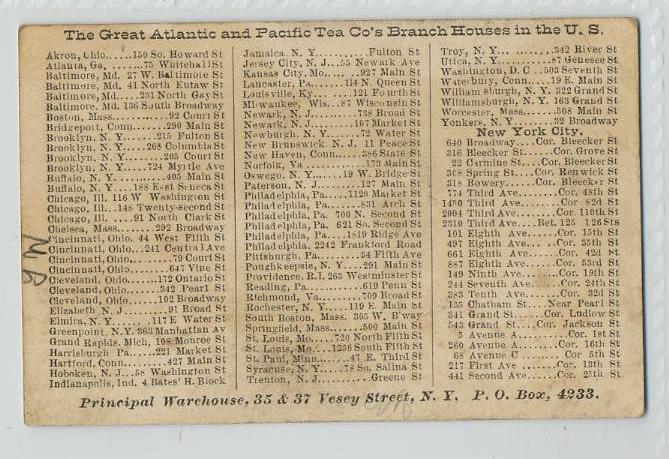 The Great Atlantic and Pacific Tea Co's Branch Houses in the U. S.
Akron, Ohio.....150 So. Howard St
Atlanta, Ga,.......75 Whitehall St
Baltimore, Md. 27 W. Baltimore St
Baltimore, Md. 41 North Eutaw St
Baltimore, Md.....231 North Gay St
Baltimore. Md. 136 South Broadway
Boston, Mass...........92 Court St
Bridgeport, Conn.......290 Main St
Brooklyn, N. Y........215 Fulton St
Brooklyn, N. Y.....268 Columbia St
Brooklyn, N. Y........205 Court St
Brooklyn, N. Y......724 Myrtle Ave
Buffalo, N. Y..........405 Main St
Buffalo, N. Y....188 East Seneca St
Chicago, Ill. 116 W Washington St
Chicago, Ill...148 Twenty-second St
Chicago, Ill......91 North Clark St
Chelsea, Mass.........292 Broadway
Cincinnati, Ohio. 44 West Fifth St
Cincinnati, Ohio...241 Central Ave
Cincinnati, Ohio.........79 Court St
Cincinnati, Ohio........647 Vine St
Cleveland, Ohio......172 Ontario St
Cleveland, Ohio........342 Pearl St
Cleveland, Ohio.......102 Broadway
Elizabeth N. J..........91 Broad St
Elmira, N. Y........117 E Water St
Greenpoint, N.Y. 263 Manhattan Av
Grand Rapids. Mich, 108 Monroe St
Harrisburg Pa......221 Market St
Hartford, Conn.........427 Main St
Hoboken, N. J...58 Washington St
Indianapolis, Ind. 4 Bates' H. Block
Jamaica. N. Y.............Fulton St
Jersey City, N. J...55 Newark Ave
Kansas City, Mo......927 Main St
Lancaster, Pa......114 N. Queen St
Louisville, Ky.......121 Fourth St
Milwaukee, Wis...87 Wisconsin St
Newark, N. J..........738 Broad St
Newark, N. J.........107 Market St
Newburgh, N. Y........72 Water St
New Brunswick N. J. 11 Peace St
New Haven, Conn......386 State St
Norfolk, Va............172 Main St
Oswego. N. Y......19 W. Bridge St
Paterson, N. J.........127 Main St
Philadelphia, Pa....1129 Market St
Philadelphia, Pa.......831 Arch St
Philadelphia, Pa. 700 N. Second St
Philadelphia, Pa. 621 So. Second St
Philadelphia, Pa....1819 Ridge Ave
Philadelphia. 2242 Frankford Road
Pittsburgh, Pa.......34 Fifth Ave
Poughkeepsie, N. Y....291 Main St
Providence. R.I. 263 Westminster St
Reading, Pa..........619 Penn St
Richmond, Va.........709 Broad St
Rochester, N. Y.....119 E. Main St
South Boston, Mass. 395 W. B'way
Springfield, Mass........500 Main St
St. Louis, Mo.....720 North Fifth St
St. Louis, Mo....1256 South Fifth St
St. Paul, Minn......47 E. Third St
Syracuse, N. Y......78 So. Salina St
Trenton, N. J............Greene St
Troy, N. Y...........342 River St
Utica, N. Y..........87 Genesee St
Washington, D. C...503 Seventh St
Waterbury, Conn....19 E. Main St
Williamsburgh, N.Y. 322 Grand St
Williamsburgh, N.Y. 163 Grand St
Worcester, Mass.......508 Main St
Yonkers, N. Y.........32 Broadway
New York City.
640 Broadway....Cor. Bleecker St
316 Bleecker St.....Cor. Grove St
22 Carmine St...Cor. Bleecker St
308 Spring St....Cor. Renwick St
318 Bowery......Cor. Bleecker St
774 Third Ave.......Cor. 48th St
1450 Third Ave........Cor 82d St
2004 Third Ave.....Cor. 110th St
2310 Third Ave..Bet. 125 126 Sts
101 Eighth Ave......Cor. 15th St
497 Eighth Ave......Cor. 35th St
661 Eighth Ave.......Cor. 42d St
887 Eighth Ave......Cor. 53rd St
149 Ninth Ave.......Cor. 19th St
244 Seventh Ave.....Cor. 24th St
383 Tenth Ave........Cor. 32d St
135 Chatham St.......Near Pearl St
341 Grand St.......Cor. Ludlow St
543 Grand St......Cor. Jackson St
5 Avenue A..........Cor. 1st St
260 Avenue A........Cor. 16th St
68 Avenue C..........Cor 5th St
217 First Ave.......Cor. 13th St
441 Second Ave......Cor. 25th St
Principal Warehouse, 35 & 37 Vesey Street, N. Y. P. O. Box, 4233.